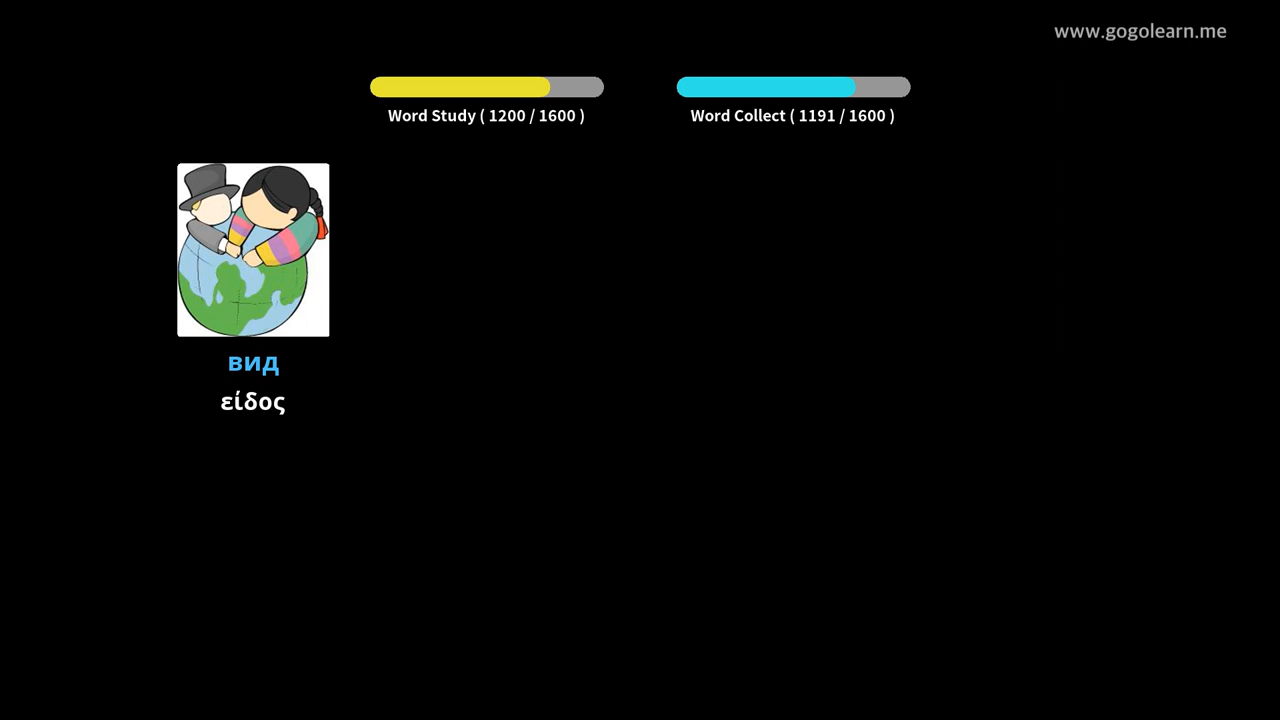 www.gogolearn.me
Word Study ( 1200 / 1600 )
Word Collect ( 1191 / 1600 )
вид
είδος